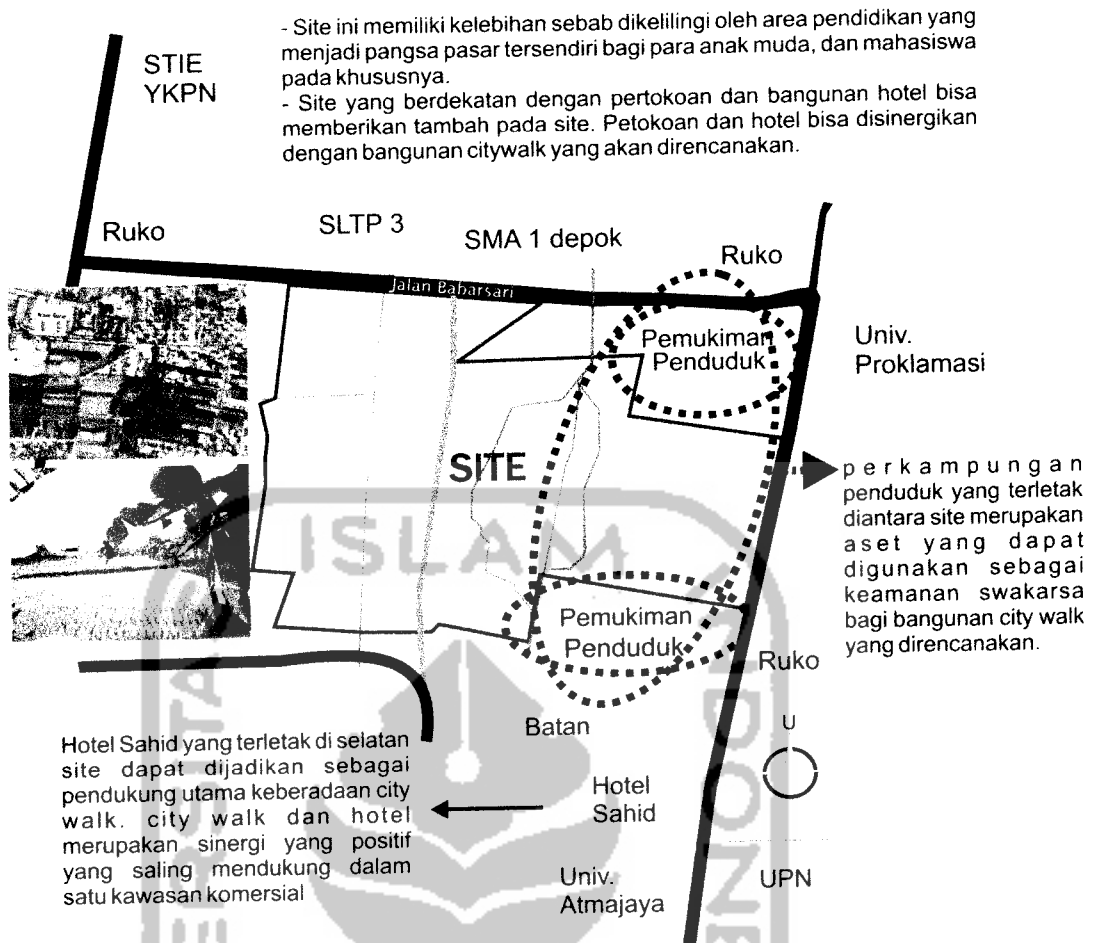 - Site ini memiliki kelebihan sebab dikelilingi oleh area pendidikan yang
menjadi pangsa pasar tersendiri bagi para anak muda, dan mahasiswa
pada khususnya.
- Site yang berdekatan dengan pertokoan dan bangunan hotel bisa
memberikan tambah pada site. Petokoan dan hotel bisa disinergikan
dengan bangunan citywalk yang akan direncanakan.
STIE
YKPN
Ruko
SLTP 3
SMA 1 depok
Ruko
Jalan Babarsari
Pemukiman
Penduduk
Univ.
Proklamasi
SITE
perkampungan
penduduk yang terletak
diantara site merupakan
aset yang dapat
digunakan sebagai
keamanan swakarsa
bagi bangunan city walk
yang direncanakan.
ISLAM
Pemukiman
Penduduk
Ruko
Batan
U
Hotel Sahid yang terletak di selatan
site dapat dijadikan sebagai
pendukung utama keberadaan city
walk. city walk dan hotel
merupakan sinergi yang positif
yang saling mendukung dalam
satu kawasan komersial
Hotel
Sahid
Univ.
Atmajaya
UPN